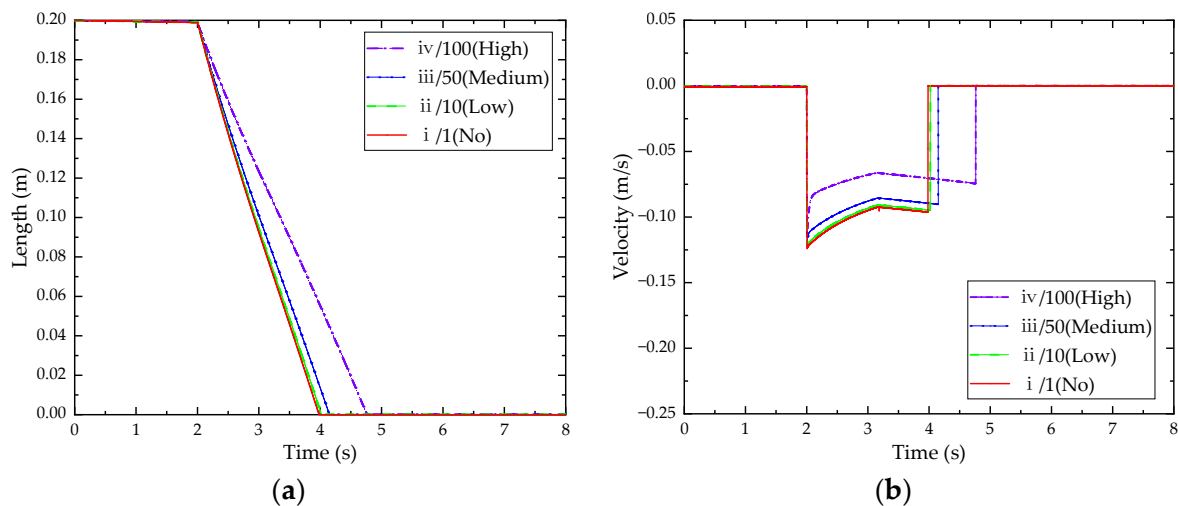 0.20
0.18
0.16
0.14
0.12
0.10
0.08
0.06
0.04
0.02
0.00
Length (m)
iv/100(High)
iii/50(Medium)
ii/10(Low)
i/1(No)
0 1 2 3 4 5 6 7 8
Time (s)
(a)
0.05
0.00
−0.05
−0.10
−0.15
−0.20
−0.25
Velocity (m/s)
iv/100(High)
iii/50(Medium)
ii/10(Low)
i/1(No)
0 1 2 3 4 5 6 7 8
Time (s)
(b)